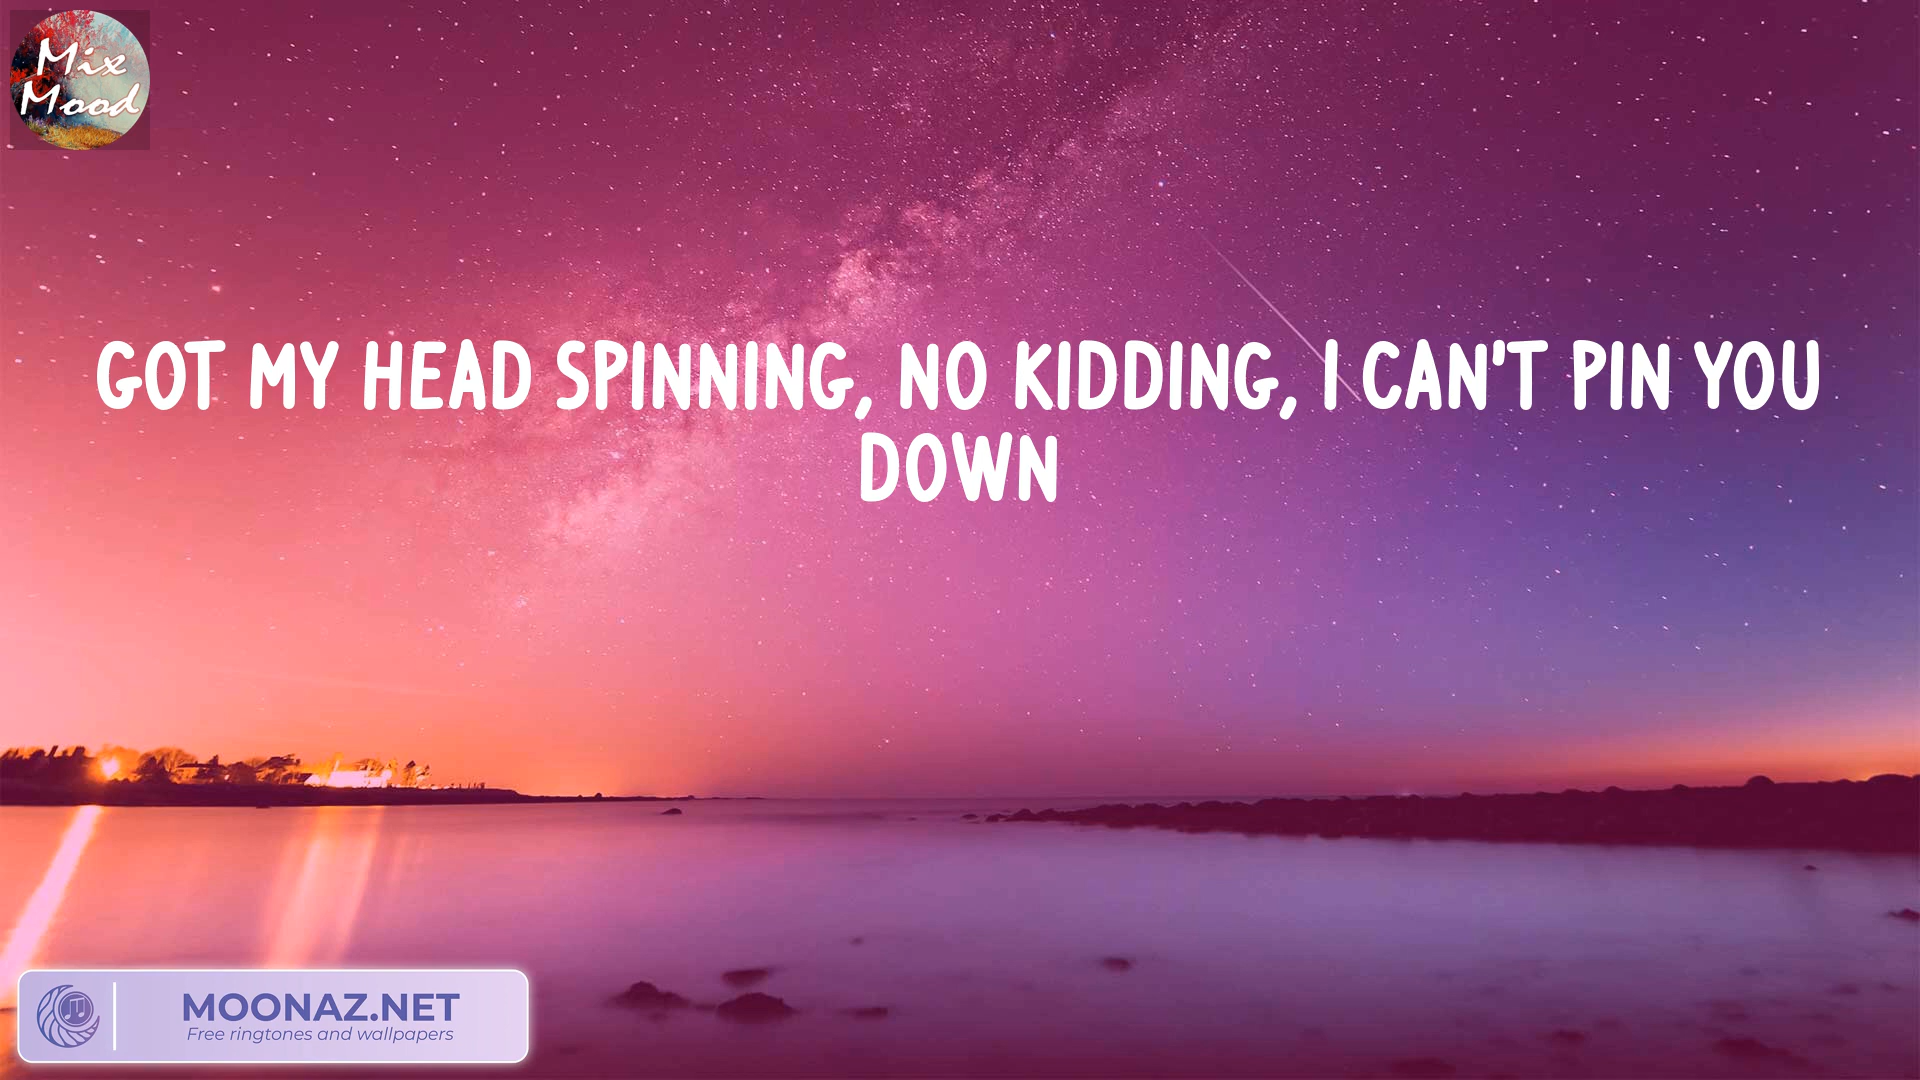 Mix
Mood
GOT MY HEAD SPINNING, NO KIDDING, I CAN'T PIN YOU
DOWN
MOONAZ.NET
Free ringtones and wallpapers